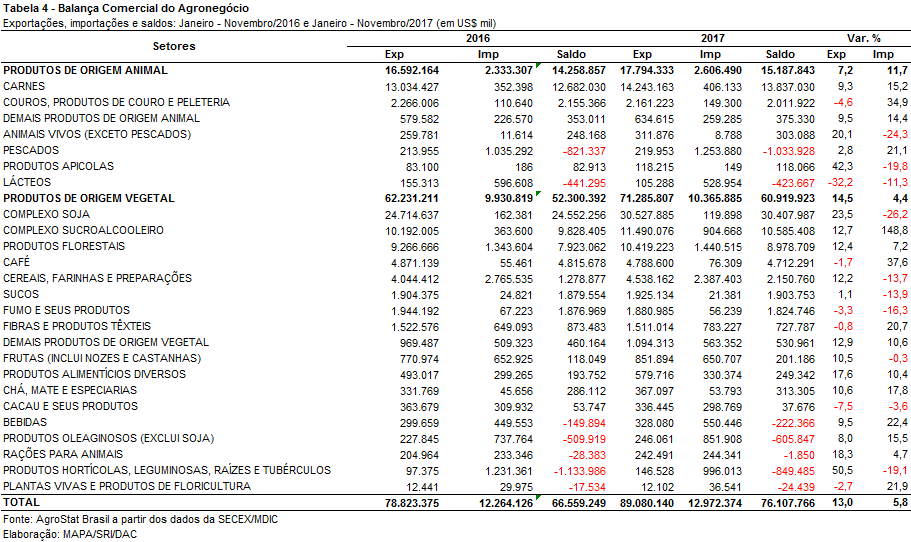 Tabela 4 - Balança Comercial do Agronegócio
Exportações, importações e saldos: Janeiro - Novembro/2016 e Janeiro - Novembro/2017 (em US$ mil)
Setores 2016 2017 Var. %
Exp Imp Saldo Exp Imp Saldo Exp Imp
PRODUTOS DE ORIGEM ANIMAL 16.592.164 2.333.307 14.258.857 17.794.333 2.606.490 15.187.843 7,2 11,7
CARNES 13.034.427 352.398 12.682.030 14.243.163 406.133 13.837.030 9,3 15,2
COUROS, PRODUTOS DE COURO E PELETERIA 2.266.006 110.640 2.155.366 2.161.223 149.300 2.011.922 -4,6 34,9
DEMAIS PRODUTOS DE ORIGEM ANIMAL 579.582 226.570 353.011 634.615 259.285 375.330 9,5 14,4
ANIMAIS VIVOS (EXCETO PESCADOS) 259.781 11.614 248.168 311.876 8.788 303.088 20,1 -24,3
PESCADOS 213.955 1.035.292 -821.337 219.953 1.253.880 -1.033.928 2,8 21,1
PRODUTOS APICOLAS 83.100 186 82.913 118.215 149 118.066 42,3 -19,8
LÁCTEOS 155.313 596.608 -441.295 105.288 528.954 -423.667 -32,2 -11,3
PRODUTOS DE ORIGEM VEGETAL 62.231.211 9.930.819 52.300.392 71.285.807 10.365.885 60.919.923 14,5 4,4
COMPLEXO SOJA 24.714.637 162.381 24.552.256 30.527.885 119.898 30.407.987 23,5 -26,2
COMPLEXO SUCROALCOOLEIRO 10.192.005 363.600 9.828.405 11.490.076 904.668 10.585.408 12,7 148,8
PRODUTOS FLORESTAIS 9.266.666 1.343.604 7.923.062 10.419.223 1.440.515 8.978.709 12,4 7,2
CAFÉ 4.871.139 55.461 4.815.678 4.788.600 76.309 4.712.291 -1,7 37,6
CEREAIS, FARINHAS E PREPARAÇÕES 4.044.412 2.765.535 1.278.877 4.538.162 2.387.403 2.150.760 12,2 -13,7
SUCOS 1.904.375 24.821 1.879.554 1.925.134 21.381 1.903.753 1,1 -13,9
FUMO E SEUS PRODUTOS 1.944.192 67.223 1.876.969 1.880.985 56.239 1.824.746 -3,3 -16,3
FIBRAS E PRODUTOS TÊXTEIS 1.522.576 649.093 873.483 1.511.014 783.227 727.787 -0,8 20,7
DEMAIS PRODUTOS DE ORIGEM VEGETAL 969.487 509.323 460.164 1.094.313 563.352 530.961 12,9 10,6
FRUTAS (INCLUI NOZES E CASTANHAS) 770.974 652.925 118.049 851.894 650.707 201.186 10,5 -0,3
PRODUTOS ALIMENTÍCIOS DIVERSOS 493.017 299.265 193.752 579.716 330.374 249.342 17,6 10,4
CHÁ, MATE E ESPECIARIAS 331.769 45.656 286.112 367.097 53.793 313.305 10,6 17,8
CACAU E SEUS PRODUTOS 363.679 309.932 53.747 336.445 298.769 37.676 -7,5 -3,6
BEBIDAS 299.659 449.553 -149.894 328.080 550.446 -222.366 9,5 22,4
PRODUTOS OLEAGINOSOS (EXCLUI SOJA) 227.845 737.764 -509.919 246.061 851.908 -605.847 8,0 15,5
RAÇÕES PARA ANIMAIS 204.964 233.346 -28.383 242.491 244.341 -1.850 18,3 4,7
PRODUTOS HORTÍCOLAS, LEGUMINOSAS, RAÍZES E TUBÉRCULOS 97.375 1.231.361 -1.133.986 146.528 996.013 -849.485 50,5 -19,1
PLANTAS VIVAS E PRODUTOS DE FLORICULTURA 12.441 29.975 -17.534 12.102 36.541 -24.439 -2,7 21,9
TOTAL 78.823.375 12.264.126 66.559.249 89.080.140 12.972.374 76.107.766 13,0 5,8
Fonte: AgroStat Brasil a partir dos dados da SECEX/MDIC
Elaboração: MAPA/SRI/DAC